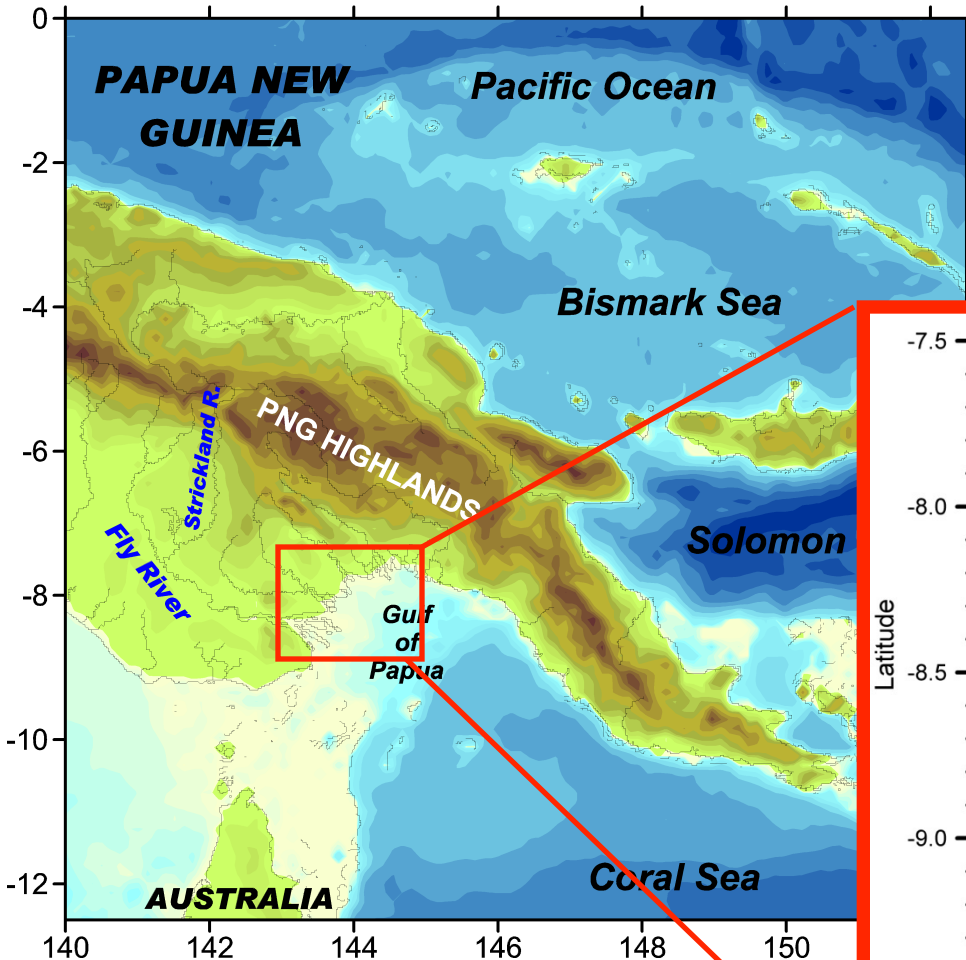 0
PAPUA NEW
GUINEA
Pacific Ocean
-2
-4
Bismark Sea
-7.5
PNG HIGHLANDS
Strickland R.
-6
-8.0
Solomon
Fly River
-8
Gulf
of
Papua
Latitude
-8.5
-10
-9.0
Coral Sea
-12
AUSTRALIA
140
142
144
146
148
150